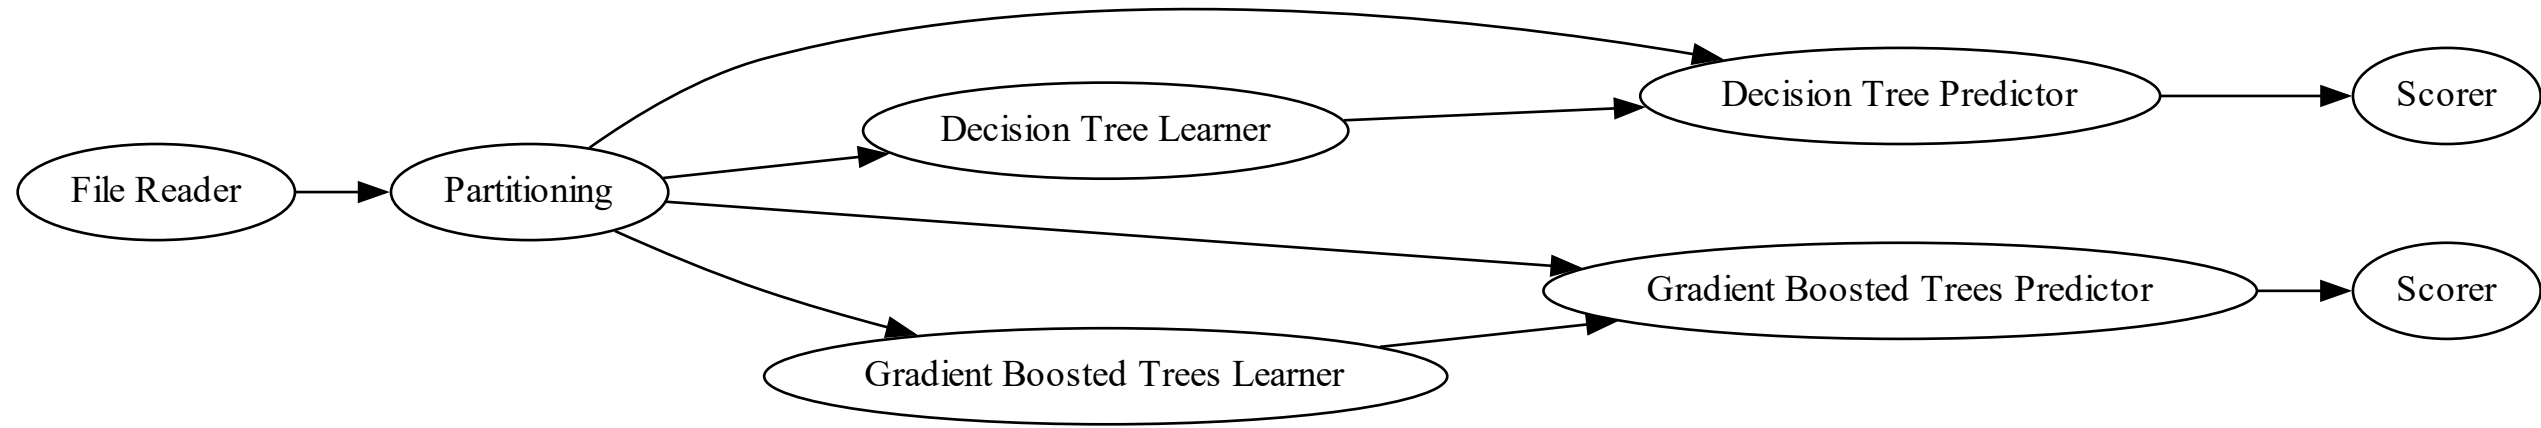 File Reader
Partitioning
Decision Tree Learner
Decision Tree Predictor
Scorer
Gradient Boosted Trees Learner
Gradient Boosted Trees Predictor
Scorer